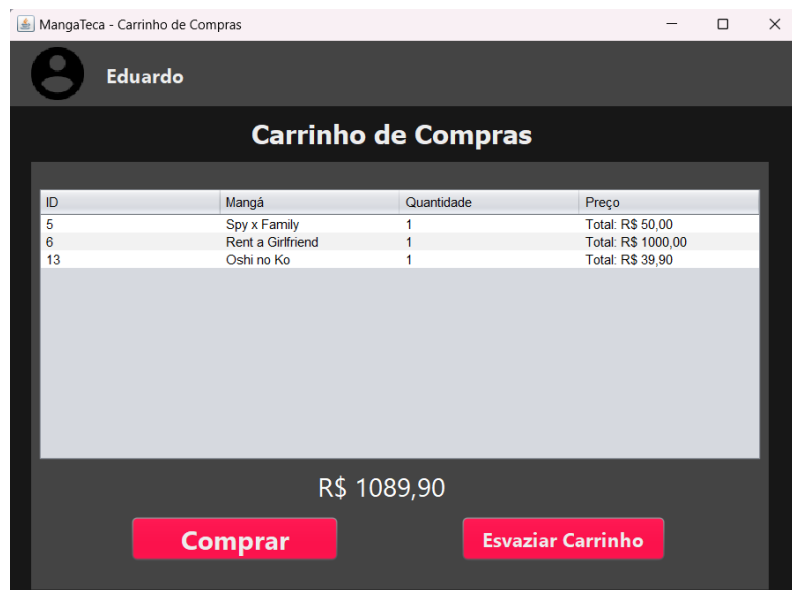 MangaTeca - Carrinho de Compras
Eduardo
Carrinho de Compras
ID Mangá Quantidade Preço
5 Spy x Family 1 Total: R$ 50,00
6 Rent a Girlfriend 1 Total: R$ 1000,00
13 Oshi no Ko 1 Total: R$ 39,90
R$ 1089,90
Comprar Esvaziar Carrinho